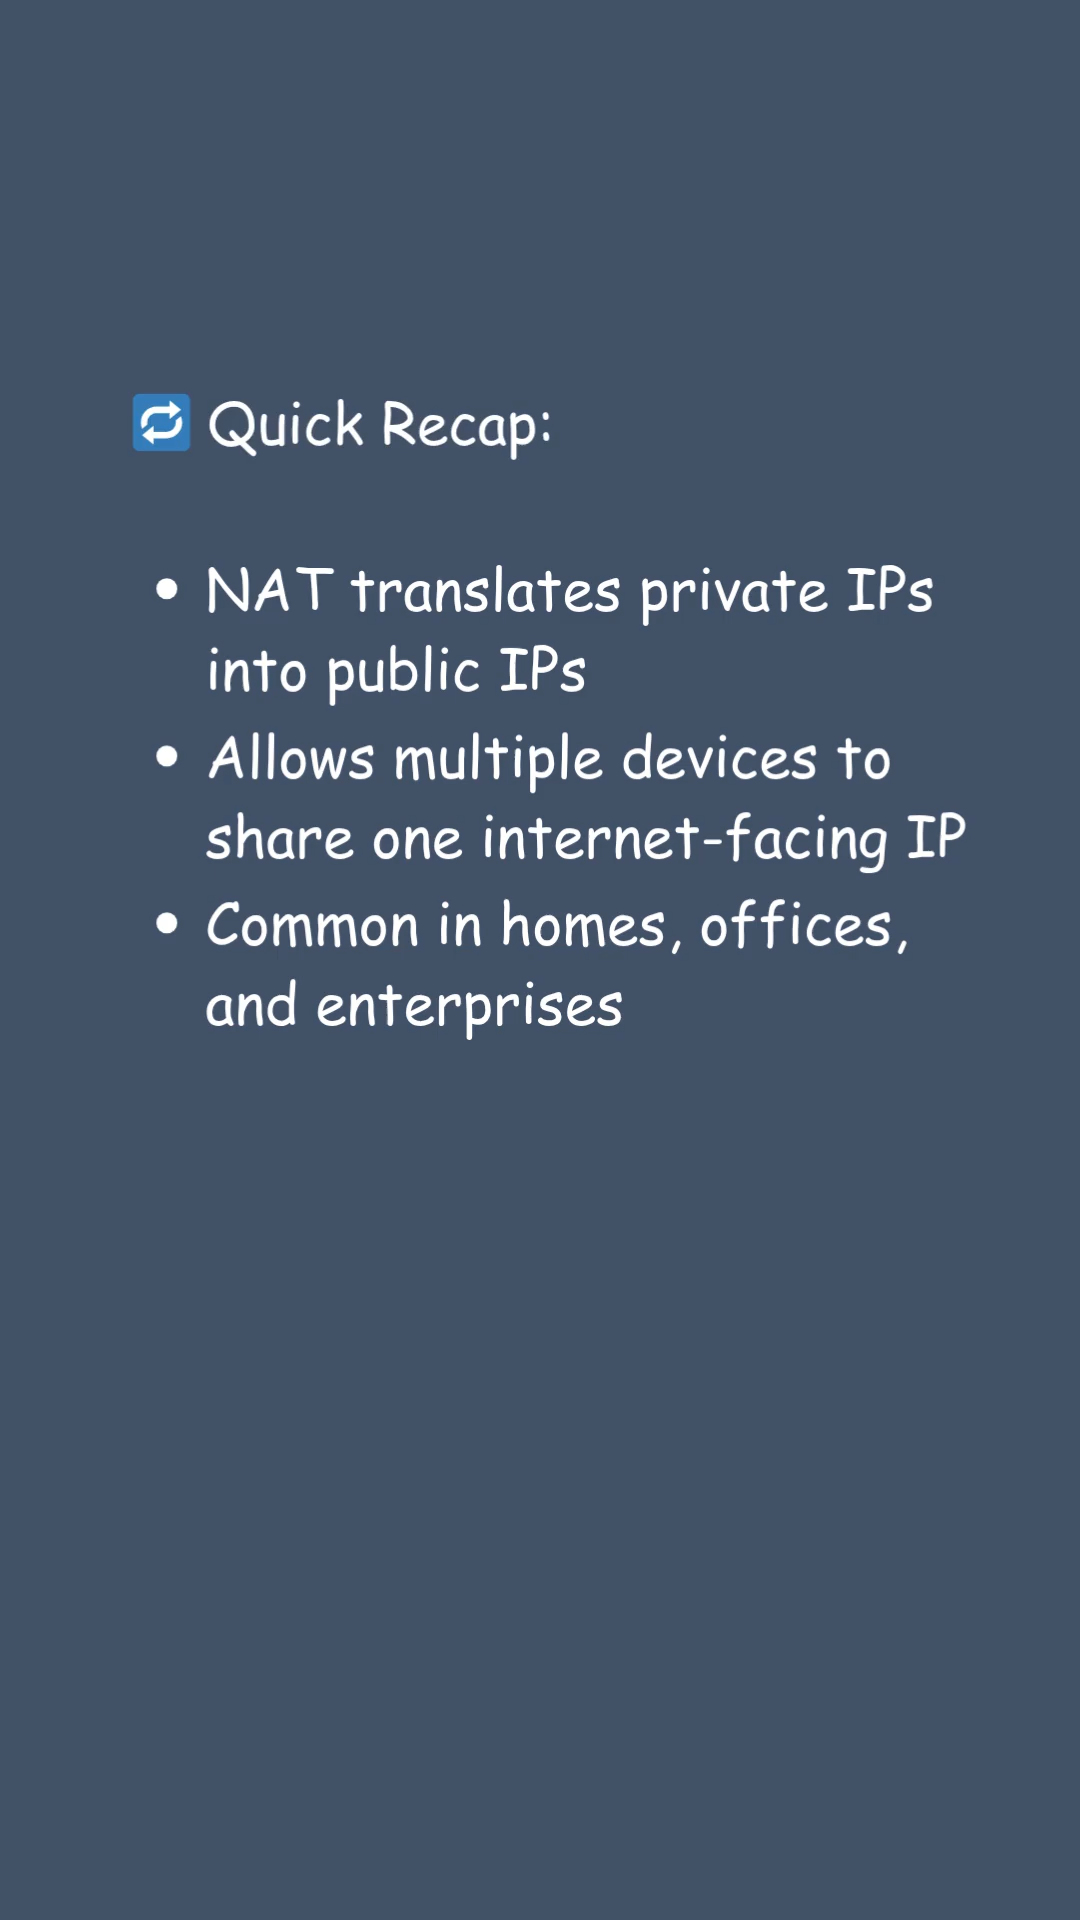 🔁 Quick Recap:
• NAT translates private IPs
into public IPs
• Allows multiple devices to
share one internet-facing IP
• Common in homes, offices,
and enterprises